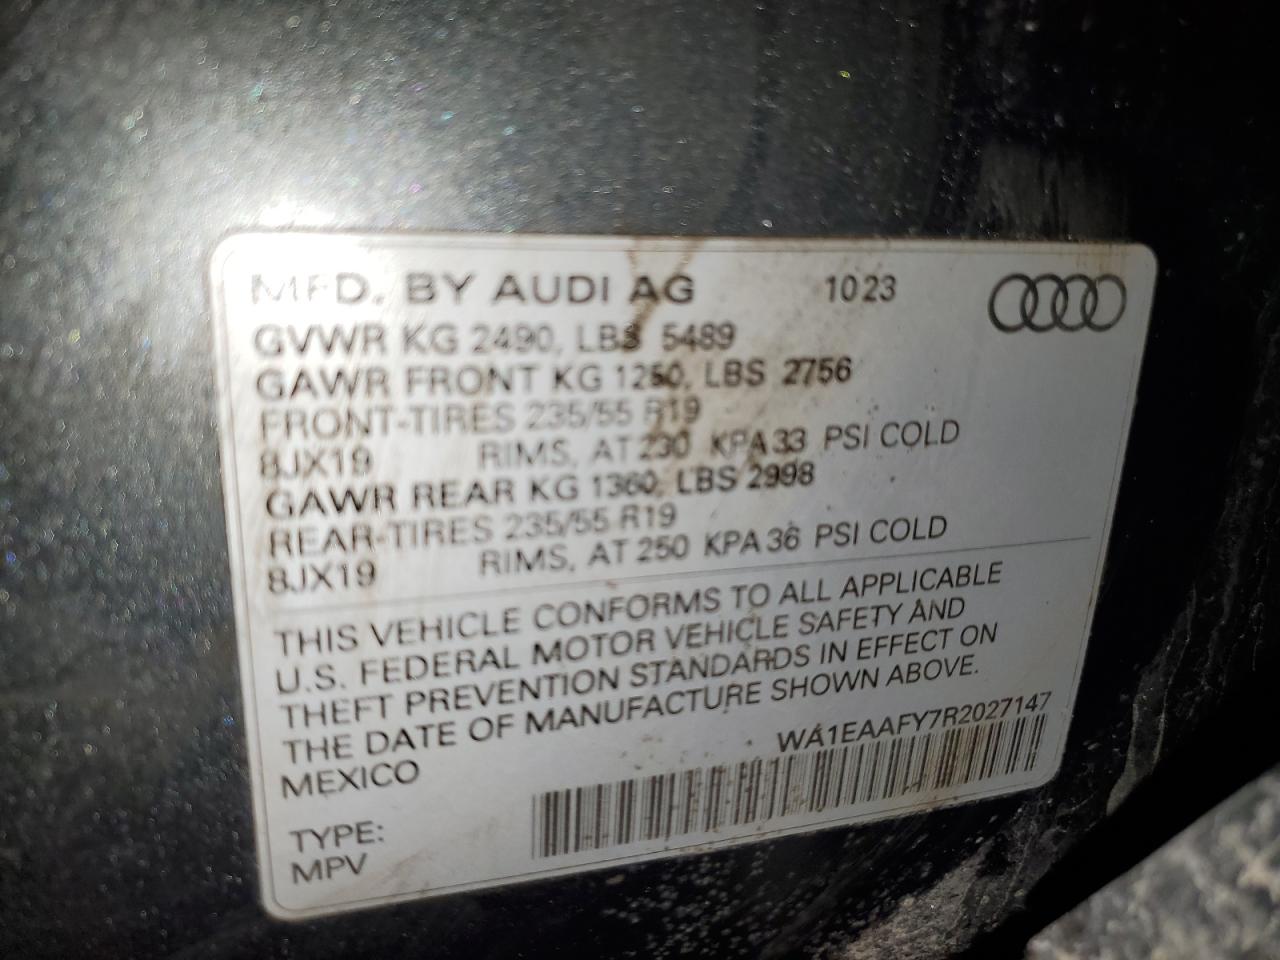 MFD. BY AUDI AG 10 23
GVWR KG 2490, LBS 5489
GAWR FRONT KG 1250, LBS 2756
FRONT-TIRES 235/55 R19
8JX19 RIMS, AT 230 KPA 33 PSI COLD
GAWR REAR KG 1360, LBS 2998
REAR-TIRES 235/55 R19
8JX19 RIMS, AT 250 KPA 36 PSI COLD
THIS VEHICLE CONFORMS TO ALL APPLICABLE
U.S. FEDERAL MOTOR VEHICLE SAFETY AND
THEFT PREVENTION STANDARDS IN EFFECT ON
THE DATE OF MANUFACTURE SHOWN ABOVE.
MEXICO WA1EAAFY7R2027147
TYPE:
MPV